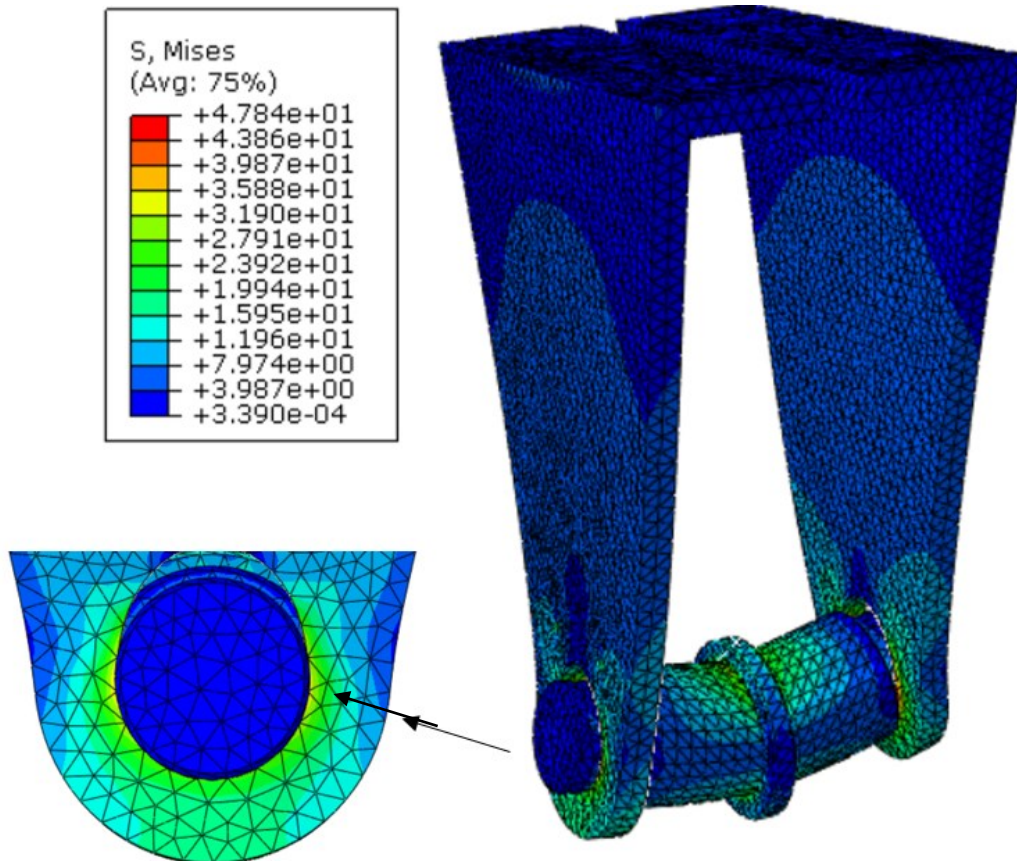 S, Mises
(Avg: 75%)
+4.784e+01
+4.386e+01
+3.987e+01
+3.588e+01
+3.190e+01
+2.791e+01
+2.392e+01
+1.994e+01
+1.595e+01
+1.196e+01
+7.974e+00
+3.987e+00
+3.390e-04